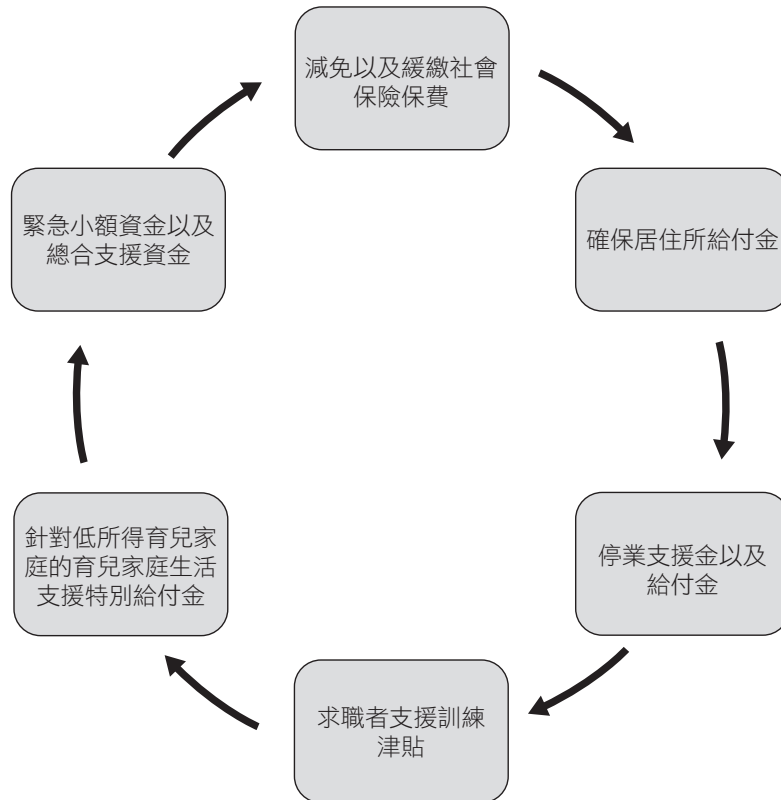 減免以及緩繳社會
保險保費
確保居住所給付金
停業支援金以及
給付金
求職者支援訓練
津貼
針對低所得育兒家
庭的育兒家庭生活
支援特別給付金
緊急小額資金以及
總合支援資金